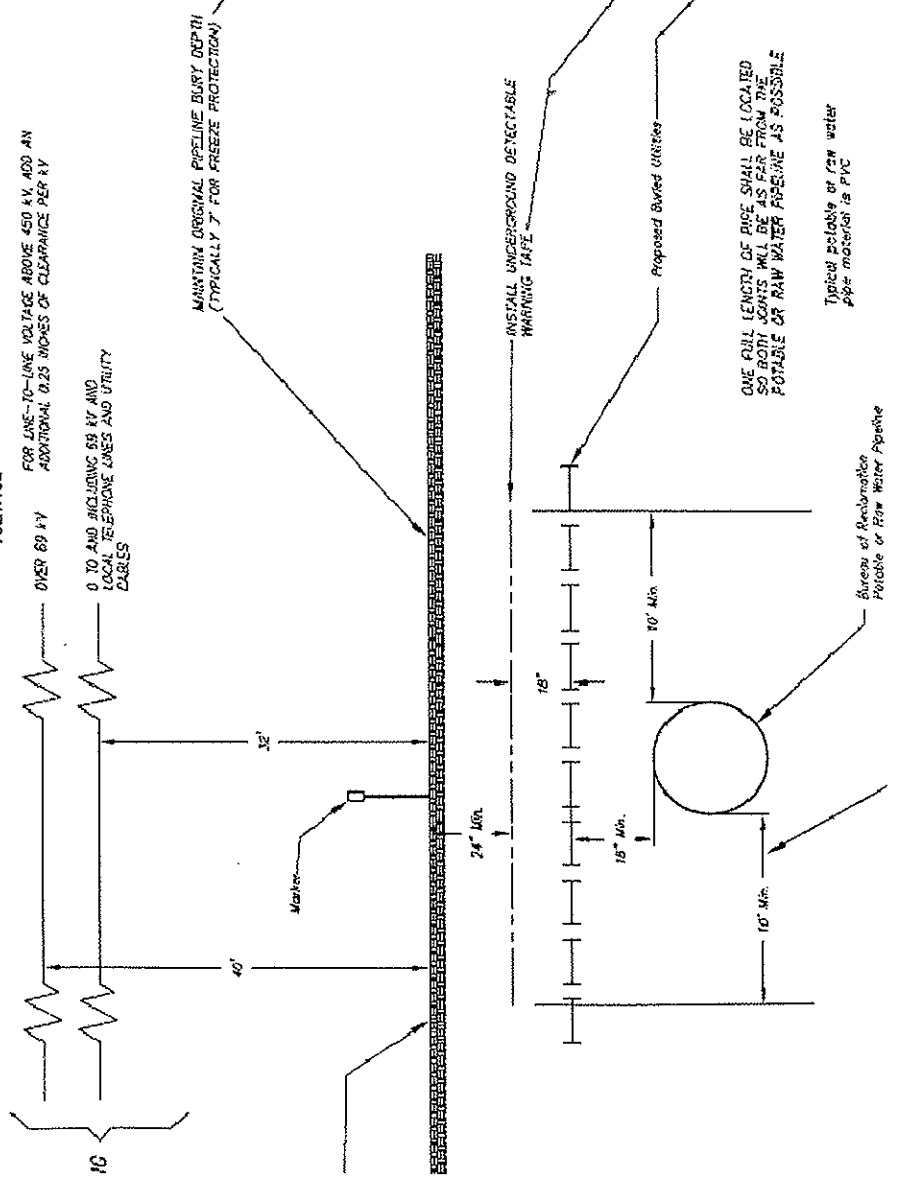 OVER 69 kV
FOR LINE-TO-LINE VOLTAGE ABOVE 450 kV, ADD AN
ADDITIONAL 0.25 INCHES OF CLEARANCE PER kV
0 TO AND INCLUDING 69 kV AND
LOCAL TELEPHONE LINES AND UTILITY
CABLES
1G
MAINTAIN ORIGINAL PIPELINE BURY DEPTH
(TYPICALLY 7' FOR FREEZE PROTECTION)
32'
40'
Marker
INSTALL UNDERGROUND DETECTABLE
WARNING TAPE
24" Min.
18"
Proposed Buried Utilities
18" Min.
10' Min.
10' Min.
ONE FULL LENGTH OF PIPE SHALL BE LOCATED
SO BOTH JOINTS WILL BE AS FAR FROM THE
POTABLE OR RAW WATER PIPELINE AS POSSIBLE
Typical potable or raw water
pipe material is PVC
Bureau of Reclamation
Potable or Raw Water Pipeline